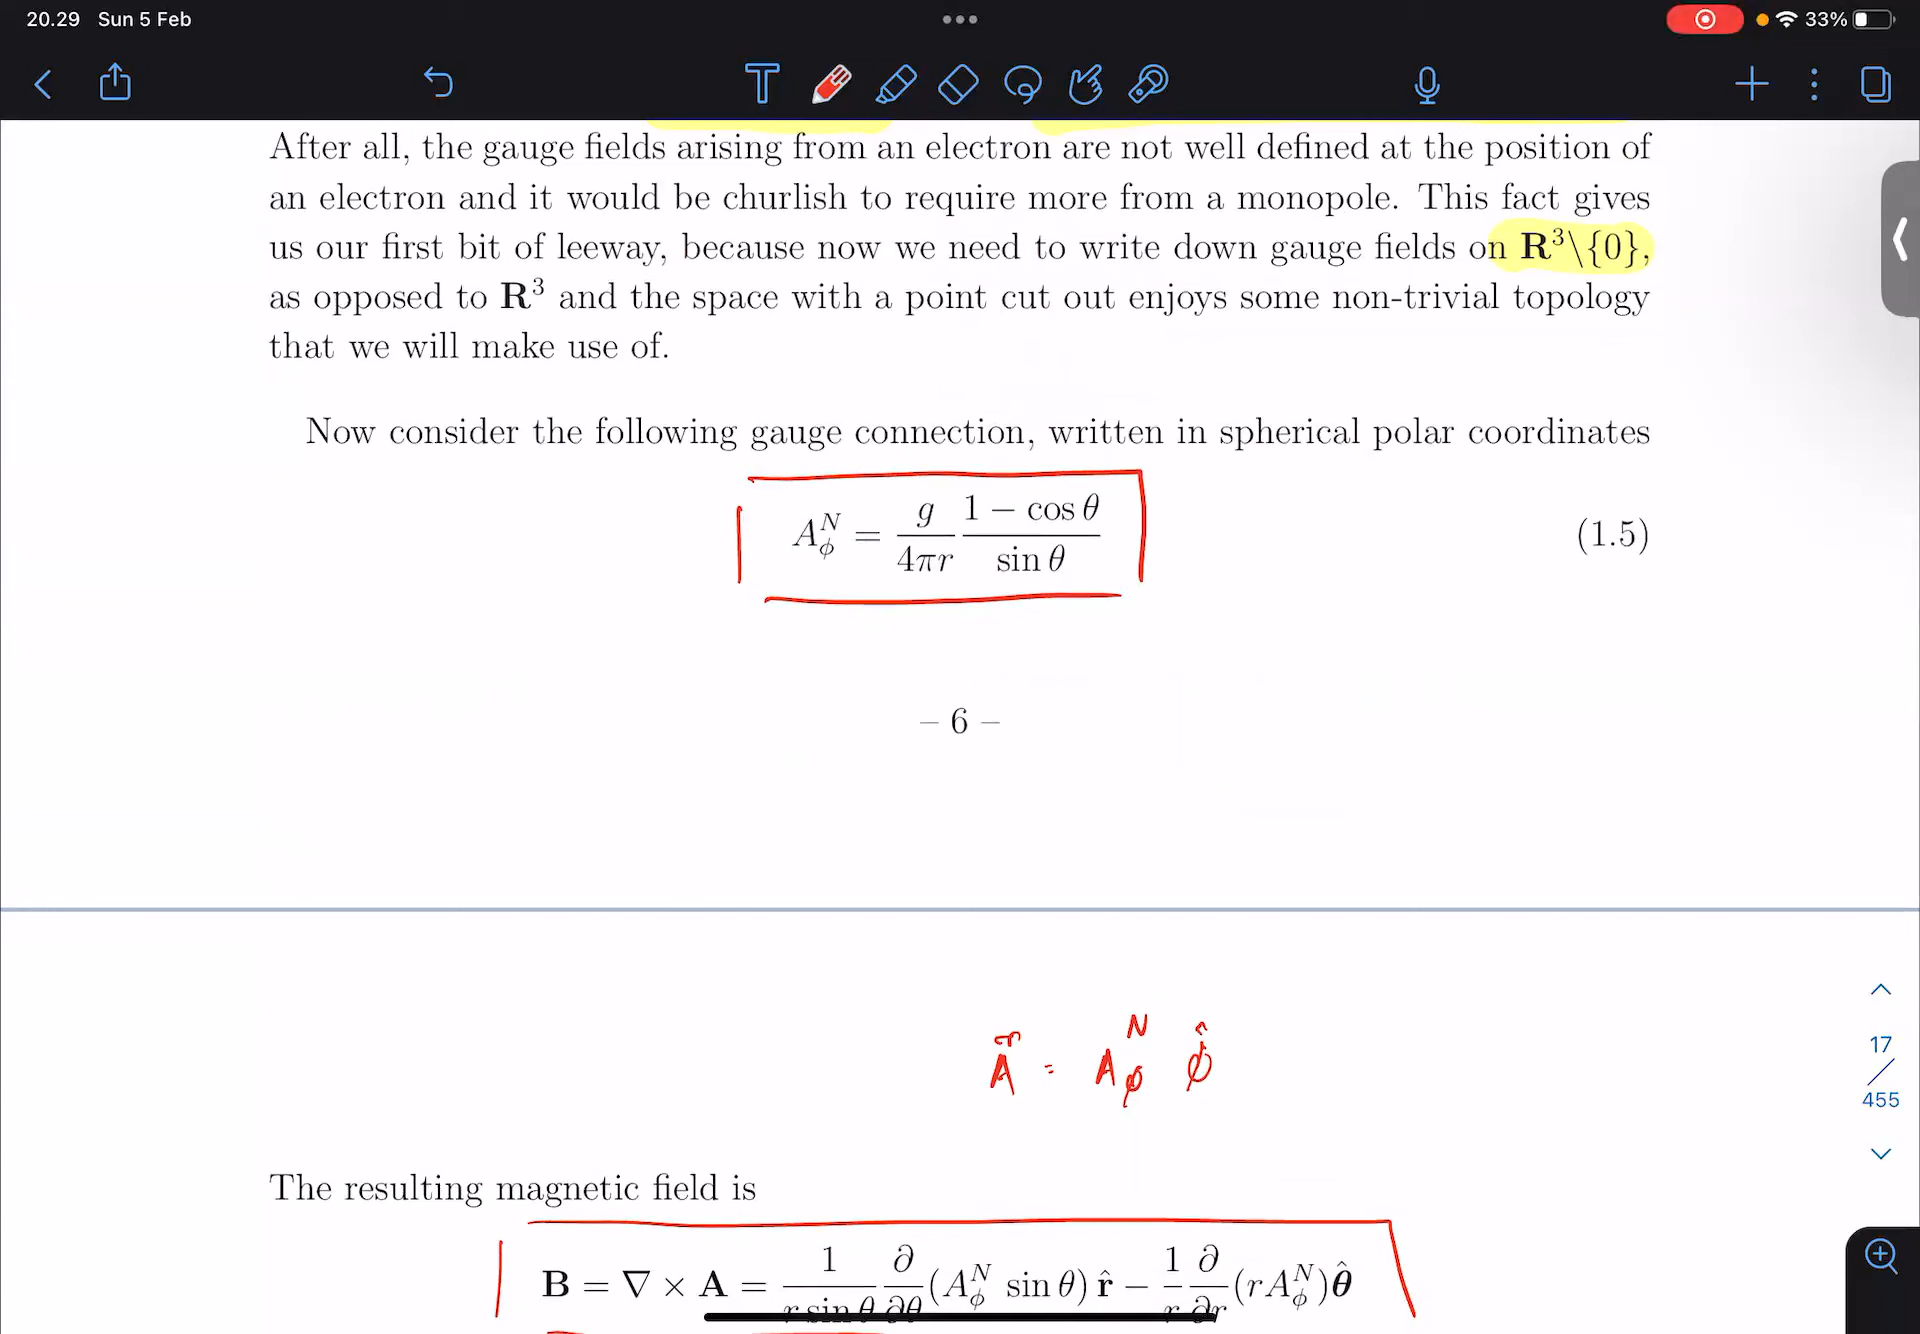 20.29 Sun 5 Feb
33%
After all, the gauge fields arising from an electron are not well defined at the position of
an electron and it would be churlish to require more from a monopole. This fact gives
us our first bit of leeway, because now we need to write down gauge fields on R³\{0},
as opposed to R³ and the space with a point cut out enjoys some non-trivial topology
that we will make use of.
Now consider the following gauge connection, written in spherical polar coordinates
A^N_ϕ = g/4πr (1 − cos θ)/sin θ (1.5)
– 6 –
A⃗ = A^N_ϕ ϕ̂
17
/
455
The resulting magnetic field is
B = ∇ × A = 1/(r sin θ) ∂/∂θ (A^N_ϕ sin θ) r̂ − 1/r ∂/∂r (rA^N_ϕ)θ̂